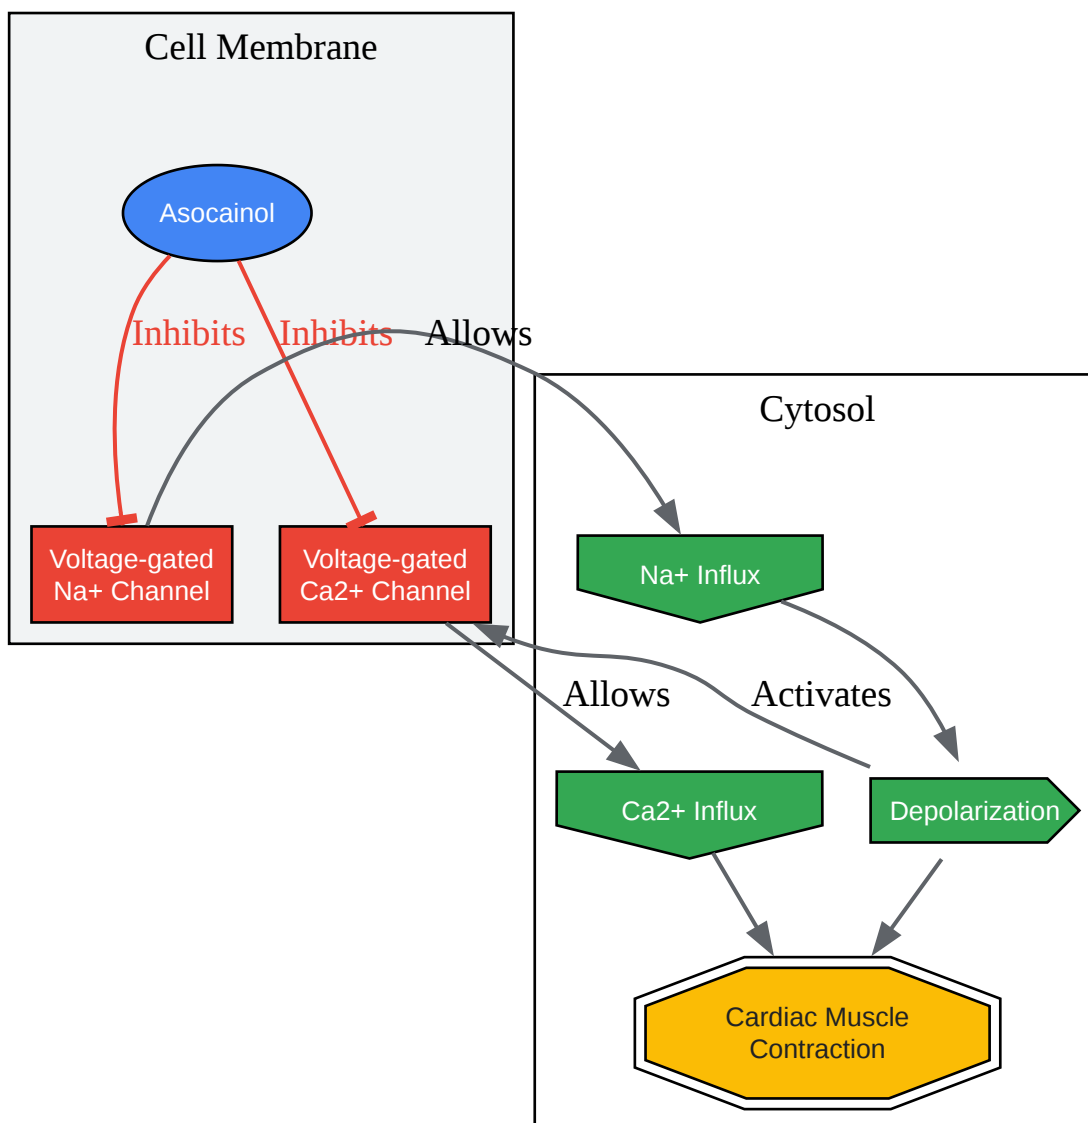 Cell Membrane
Asocainol
Inhibits
Inhibits
Allows
Cytosol
Voltage-gated
Na+ Channel
Voltage-gated
Ca2+ Channel
Na+ Influx
Allows
Activates
Ca2+ Influx
Depolarization
Cardiac Muscle
Contraction